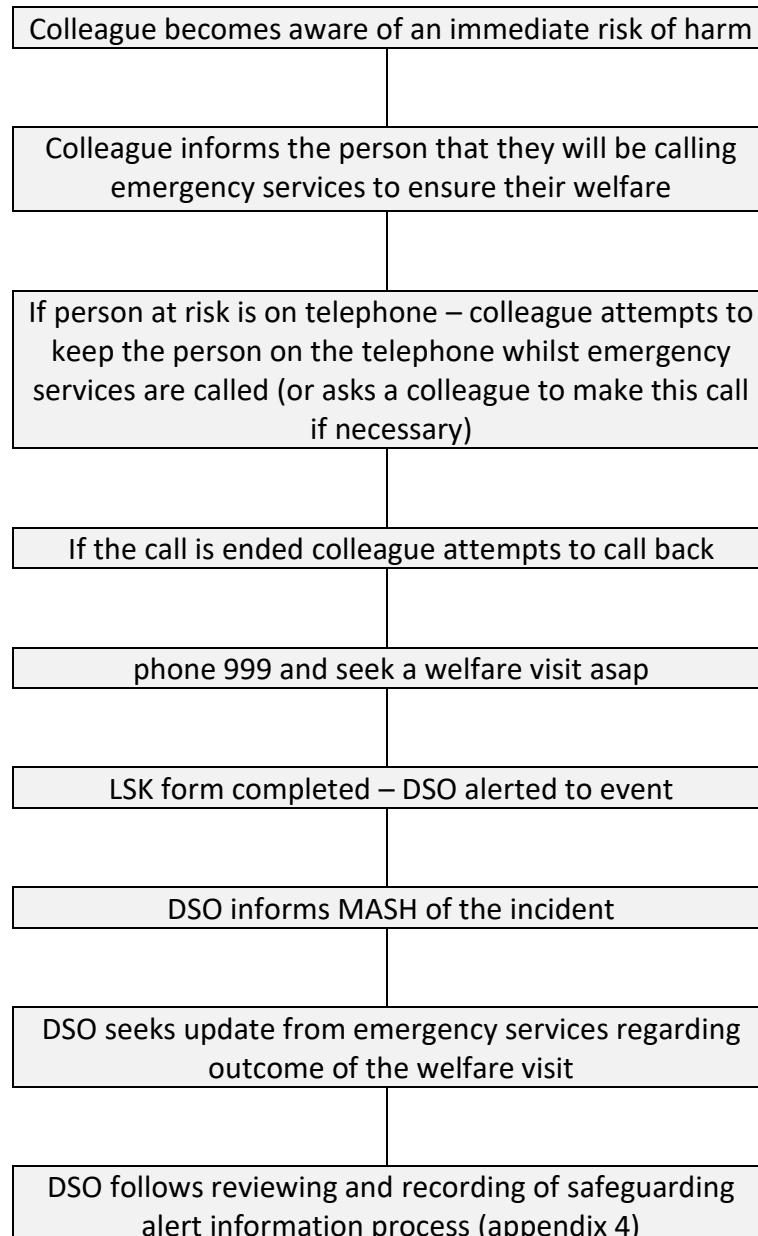 Colleague becomes aware of an immediate risk of harm
Colleague informs the person that they will be calling
emergency services to ensure their welfare
If person at risk is on telephone – colleague attempts to
keep the person on the telephone whilst emergency
services are called (or asks a colleague to make this call
if necessary)
If the call is ended colleague attempts to call back
phone 999 and seek a welfare visit asap
LSK form completed – DSO alerted to event
DSO informs MASH of the incident
DSO seeks update from emergency services regarding
outcome of the welfare visit
DSO follows reviewing and recording of safeguarding
alert information process (appendix 4)